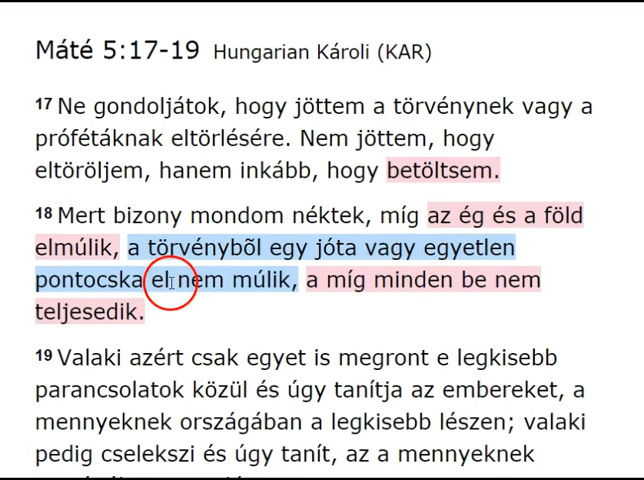 Máté 5:17-19 Hungarian Károli (KAR)
17 Ne gondoljátok, hogy jöttem a törvénynek vagy a
prófétáknak eltörlésére. Nem jöttem, hogy
eltöröljem, hanem inkább, hogy betöltsem.
18 Mert bizony mondom néktek, míg az ég és a föld
elmúlik, a törvénybõl egy jóta vagy egyetlen
pontocska el nem múlik, a míg minden be nem
teljesedik.
19 Valaki azért csak egyet is megront e legkisebb
parancsolatok közül és úgy tanítja az embereket, a
mennyeknek országában a legkisebb lészen; valaki
pedig cselekszi és úgy tanít, az a mennyeknek